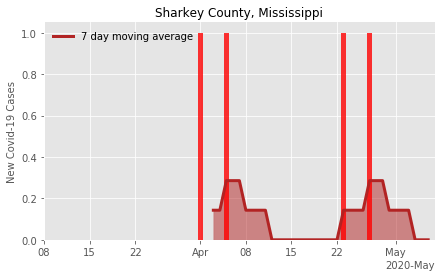 Sharkey County, Mississippi
7 day moving average
New Covid-19 Cases
1.0
0.8
0.6
0.4
0.2
0.0
08 15 22 Apr 08 15 22 May
2020-May